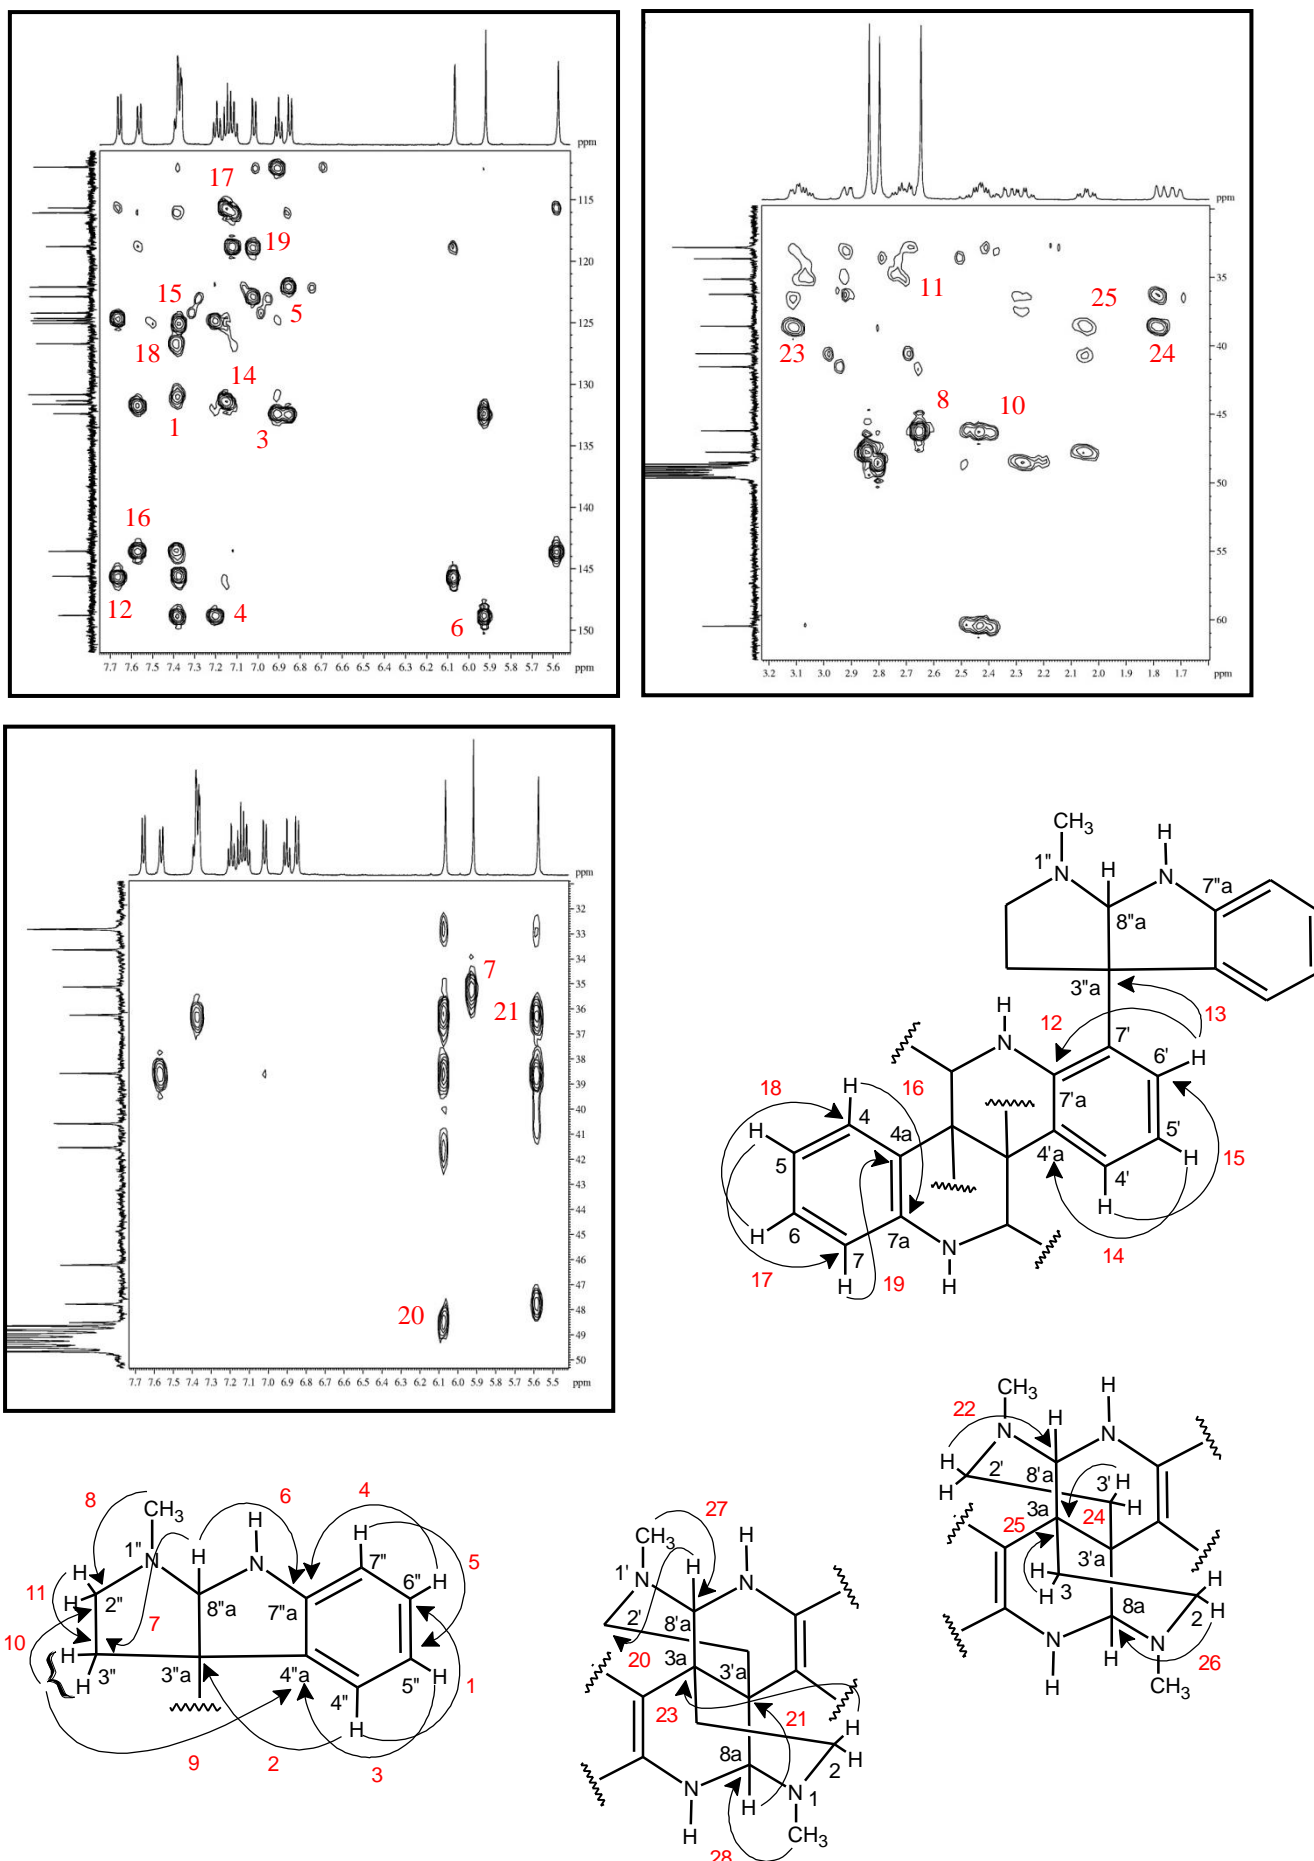 ppm
17
19
15
5
18
14
1
3
16
12
4
6
115
120
125
130
135
140
145
150
7.7 7.6 7.5 7.4 7.3 7.2 7.1 7.0 6.9 6.8 6.7 6.6 6.5 6.4 6.3 6.2 6.1 6.0 5.9 5.8 5.7 5.6 ppm
ppm
11
25
23
24
8
10
35
40
45
50
55
60
3.2 3.1 3.0 2.9 2.8 2.7 2.6 2.5 2.4 2.3 2.2 2.1 2.0 1.9 1.8 1.7 ppm
ppm
7
21
20
32
33
34
35
36
37
38
39
40
41
42
43
44
45
46
47
48
49
50
7.7 7.6 7.5 7.4 7.3 7.2 7.1 7.0 6.9 6.8 6.7 6.6 6.5 6.4 6.3 6.2 6.1 6.0 5.9 5.8 5.7 5.6 5.5 ppm
CH3
H
1"
N
H
N
7"a
8"a
3"a
13
H
12
N
7'
H
6'
18
H
16
7'a
4
4a
5'
H
5
4'a
4'
H
15
H
6
7a
H
7
N
14
17
H
19
H
CH3
H
22
N
H
N
H
H
2'
8'a
3'
H
H
3a
24
25
3'a
H
H
3
H
8a
2
H
N
H
N
26
H
CH3
8
CH3
6
4
H
H
1"
N
H
N
H
7"
5
11
H
2"
6"
H
7
8"a
7"a
10
H
3"
3"a
4"a
5"
H
1
H
4"
H
9
2
3
27
CH3
H
H
1'
N
N
2'
8'a
20
3a
3'a
23
21
H
H
8a
2
N
H
N
1
H
CH3
28